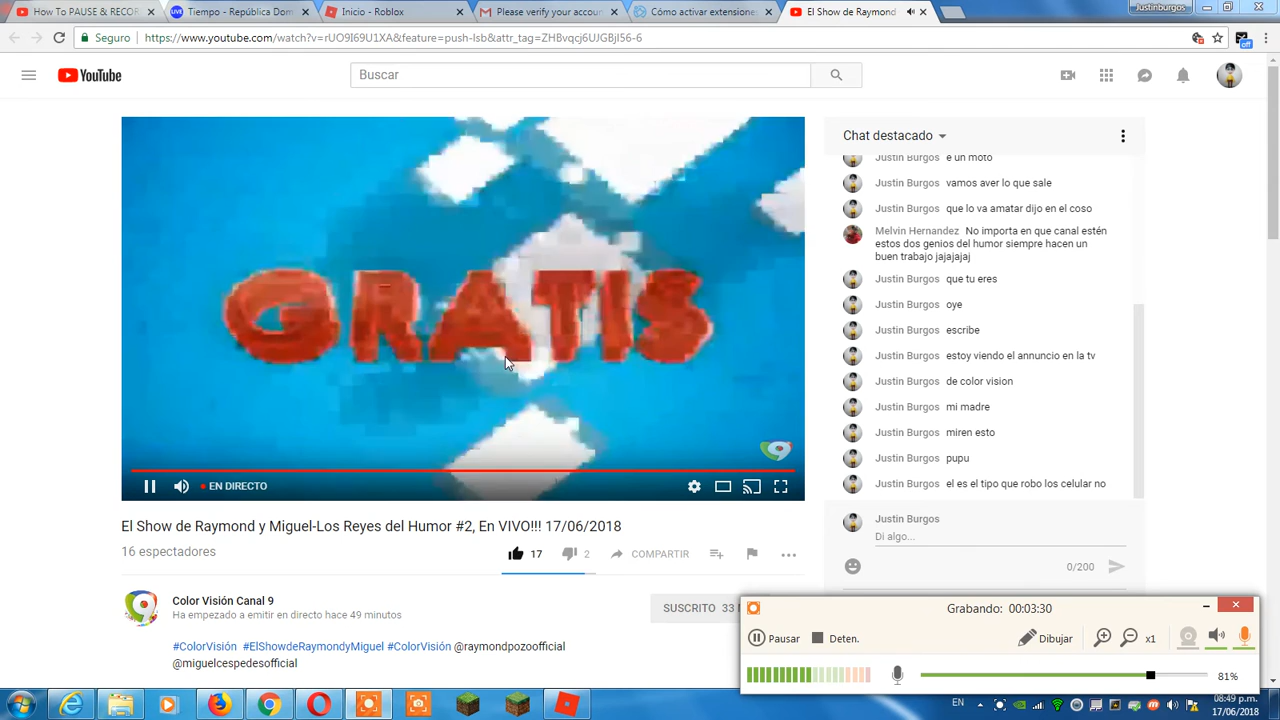 How To PAUSE & RECOR
Tiempo - República Dom
Inicio - Roblox
Please verify your accou
Cómo activar extensiones
El Show de Raymond
Justinburgos
Seguro
https://www.youtube.com/watch?v=rUO9I69U1XA&feature=push-lsb&attr_tag=ZHBvqcj6UJGBjI56-6
off
YouTube
Buscar
GRATIS
EN DIRECTO
Chat destacado
Justin Burgos e un moto
Justin Burgos vamos aver lo que sale
Justin Burgos que lo va amatar dijo en el coso
Melvin Hernandez No importa en que canal estén
estos dos genios del humor siempre hacen un
buen trabajo jajajajaj
Justin Burgos que tu eres
Justin Burgos oye
Justin Burgos escribe
Justin Burgos estoy viendo el annuncio en la tv
Justin Burgos de color vision
Justin Burgos mi madre
Justin Burgos miren esto
Justin Burgos pupu
Justin Burgos el es el tipo que robo los celular no
Justin Burgos
Di algo...
0/200
El Show de Raymond y Miguel-Los Reyes del Humor #2, En VIVO!!! 17/06/2018
16 espectadores
17
2
COMPARTIR
Color Visión Canal 9
Ha empezado a emitir en directo hace 49 minutos
SUSCRITO 33
#ColorVisión #ElShowdeRaymondyMiguel #ColorVisión @raymondpozoofficial
@miguelcespedesofficial
Grabando: 00:03:30
Pausar
Deten.
Dibujar
x1
81%
EN
08:49 p.m.
17/06/2018